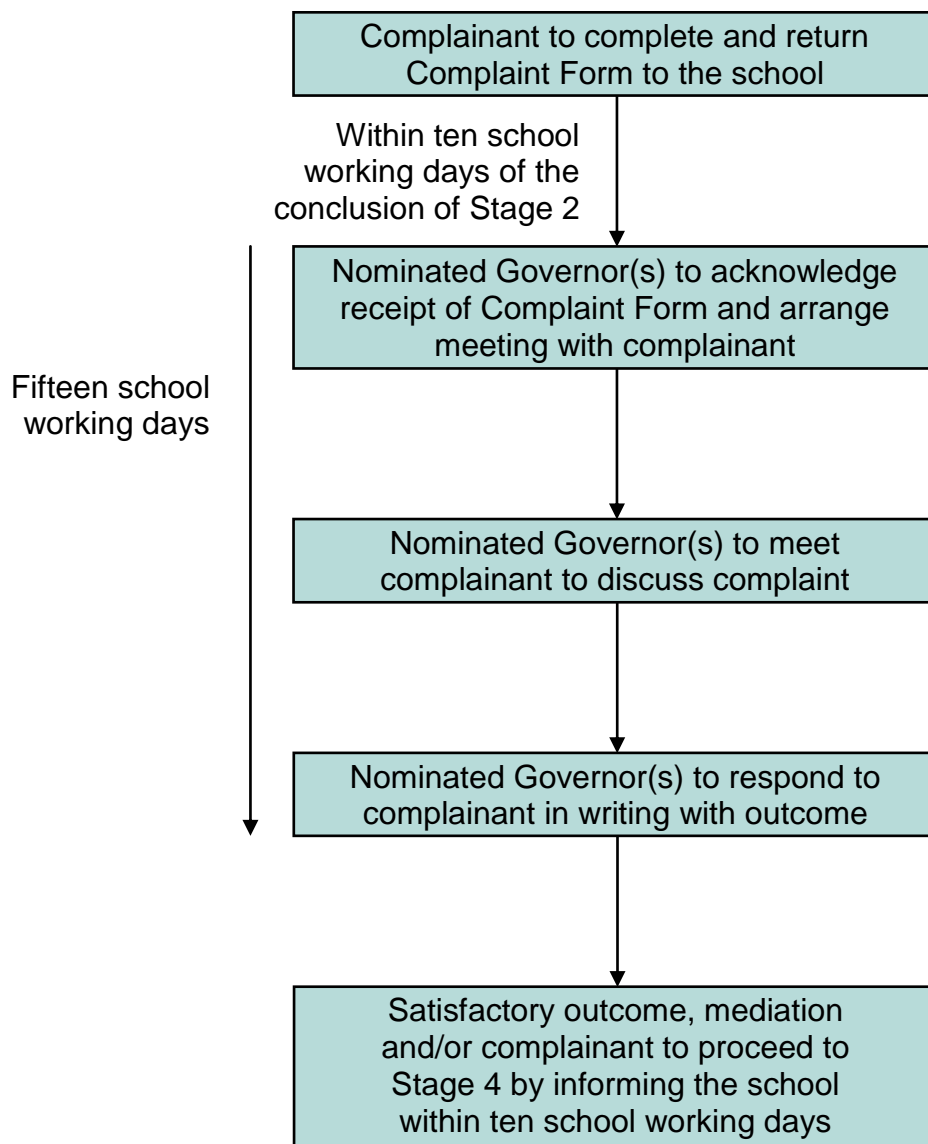 Complainant to complete and return
Complaint Form to the school
Within ten school
working days of the
conclusion of Stage 2
Nominated Governor(s) to acknowledge
receipt of Complaint Form and arrange
meeting with complainant
Fifteen school
working days
Nominated Governor(s) to meet
complainant to discuss complaint
Nominated Governor(s) to respond to
complainant in writing with outcome
Satisfactory outcome, mediation
and/or complainant to proceed to
Stage 4 by informing the school
within ten school working days